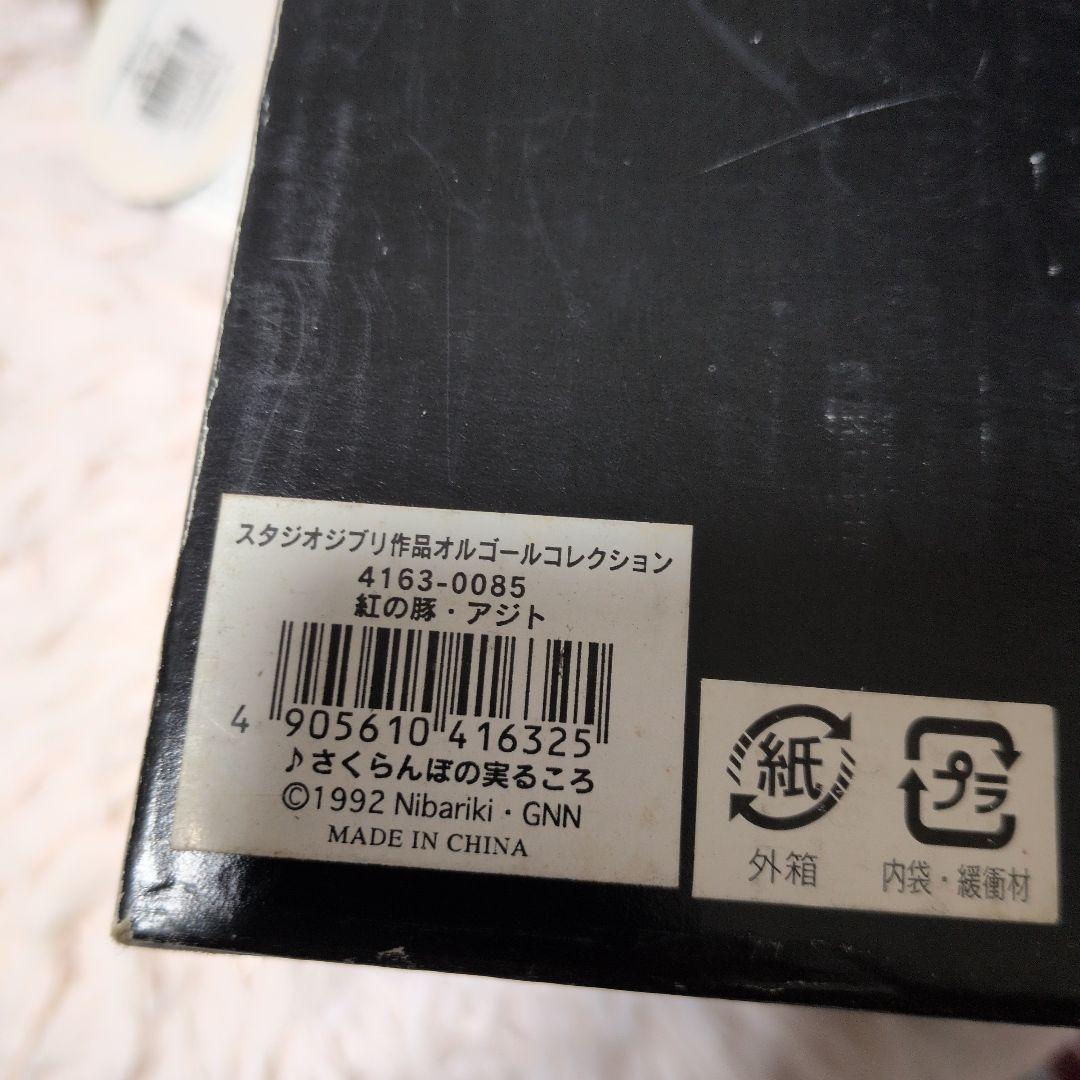 スタジオジブリ作品オルゴールコレクション
4163-0085
紅の豚・アジト
4 905610 416325
♪さくらんぼの実るころ
©1992 Nibariki・GNN
MADE IN CHINA
紙
外箱
プラ
内袋・緩衝材